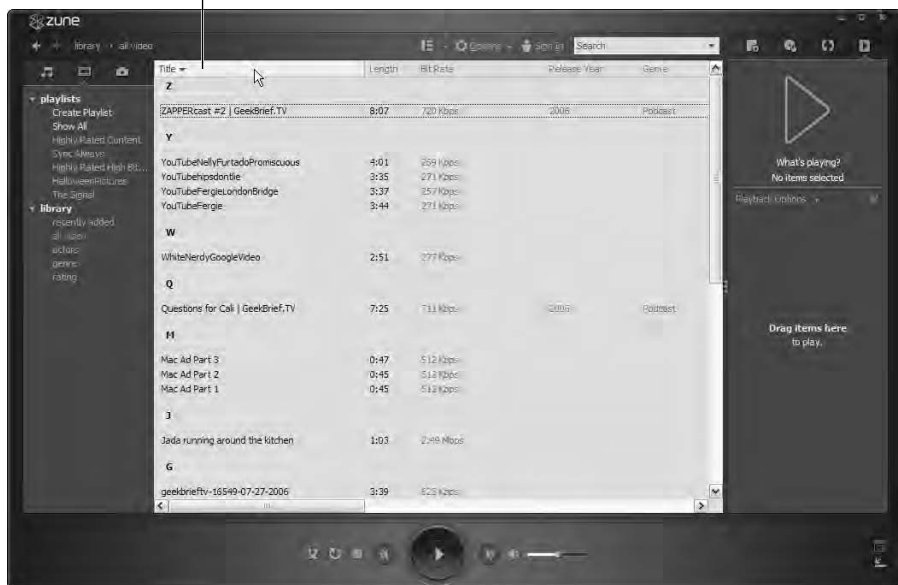 zune
library › all video
Options
Sign In
Search
Title
Length
Bit Rate
Release Year
Genre
playlists
Create Playlist
Show All
Highly Rated Content
Sync Always
Highly Rated High Bit...
HalloweenPictures
The Signal
library
recently added
all video
actors
genre
rating
Z
ZAPPERcast #2 | GeekBrief.TV 8:07 720 Kbps 2006 Podcast
Y
YouTubeNellyFurtadoPromiscuous 4:01 259 Kbps
YouTubehipsdontlie 3:35 271 Kbps
YouTubeFergieLondonBridge 3:37 257 Kbps
YouTubeFergie 3:44 271 Kbps
W
WhiteNerdyGoogleVideo 2:51 277 Kbps
Q
Questions for Cali | GeekBrief.TV 7:25 711 Kbps 2006 Podcast
M
Mac Ad Part 3 0:47 512 Kbps
Mac Ad Part 2 0:45 512 Kbps
Mac Ad Part 1 0:45 512 Kbps
J
Jada running around the kitchen 1:03 2.49 Mbps
G
geekbrieftv-16549-07-27-2006 3:39 625 Kbps
What's playing?
No items selected
Playback Options
Drag items here
to play.